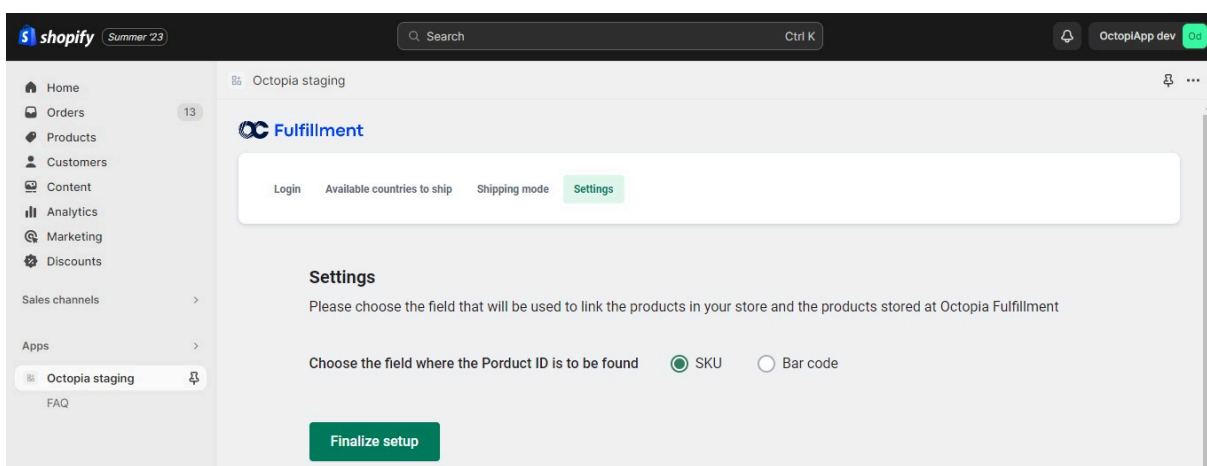 shopify Summer '23
Search Ctrl K
OctopiApp dev Od
Home
Orders 13
Products
Customers
Content
Analytics
Marketing
Discounts
Sales channels
Apps
Octopia staging
FAQ
Octopia staging
OC Fulfillment
Login Available countries to ship Shipping mode Settings
Settings
Please choose the field that will be used to link the products in your store and the products stored at Octopia Fulfillment
Choose the field where the Porduct ID is to be found SKU Bar code
Finalize setup